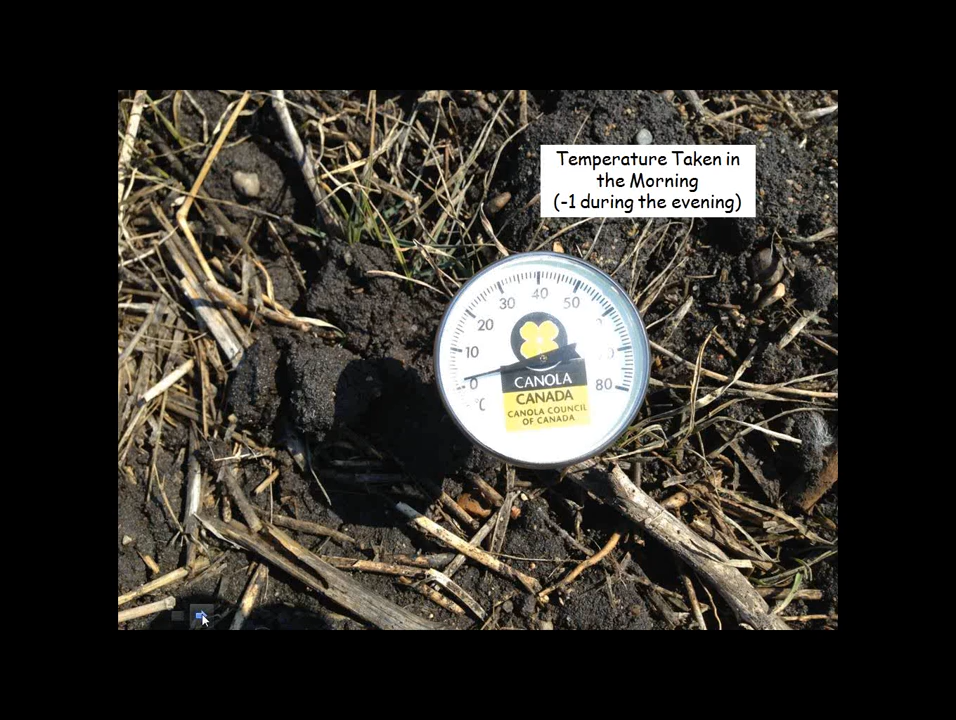 Temperature Taken in
the Morning
(-1 during the evening)
30 40 50
20
10
0 80
°C
CANOLA
CANADA
CANOLA COUNCIL
OF CANADA